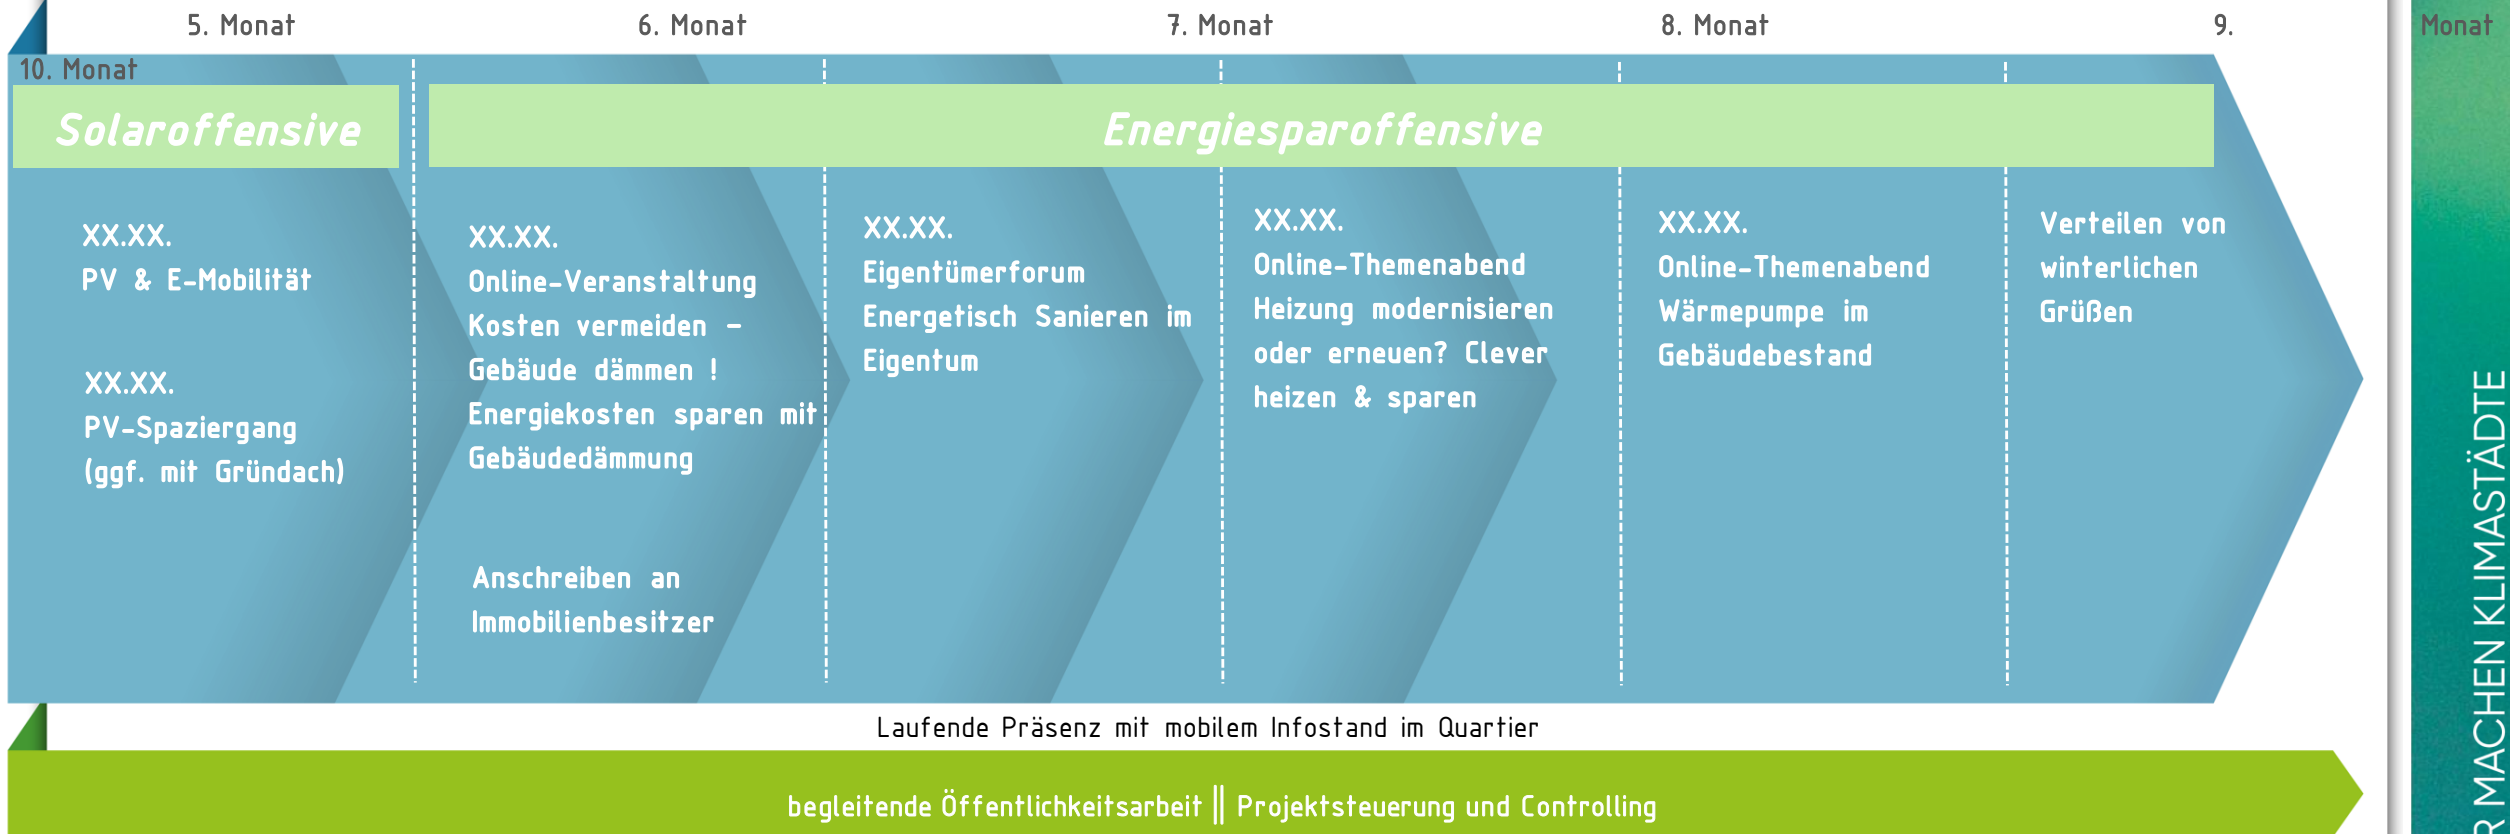 5. Monat 6. Monat 7. Monat 8. Monat 9. Monat
10. Monat
Solaroffensive
Energiesparoffensive
XX.XX.
PV & E-Mobilität
XX.XX.
PV-Spaziergang
(ggf. mit Gründach)
XX.XX.
Online-Veranstaltung
Kosten vermeiden –
Gebäude dämmen !
Energiekosten sparen mit
Gebäudedämmung
Anschreiben an
Immobilienbesitzer
XX.XX.
Eigentümerforum
Energetisch Sanieren im
Eigentum
XX.XX.
Online-Themenabend
Heizung modernisieren
oder erneuen? Clever
heizen & sparen
XX.XX.
Online-Themenabend
Wärmepumpe im
Gebäudebestand
Verteilen von
winterlichen
Grüßen
Laufende Präsenz mit mobilem Infostand im Quartier
begleitende Öffentlichkeitsarbeit || Projektsteuerung und Controlling
R MACHEN KLIMASTÄDTE